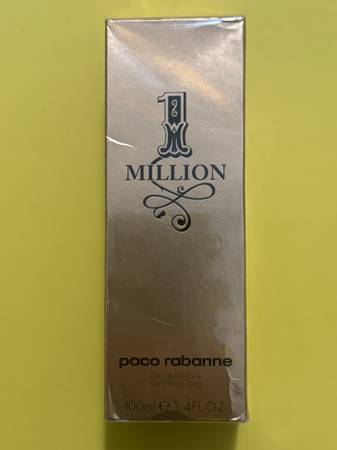 1
MILLION
paco rabanne
GEL DOUCHE
SHOWER GEL
100ml ℮ 3.4FL.OZ.